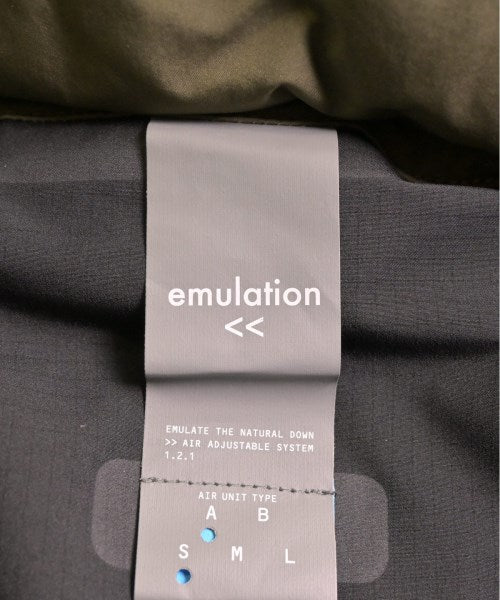 emulation
<<
EMULATE THE NATURAL DOWN
>> AIR ADJUSTABLE SYSTEM
1.2.1
AIR UNIT TYPE
A B
S M L